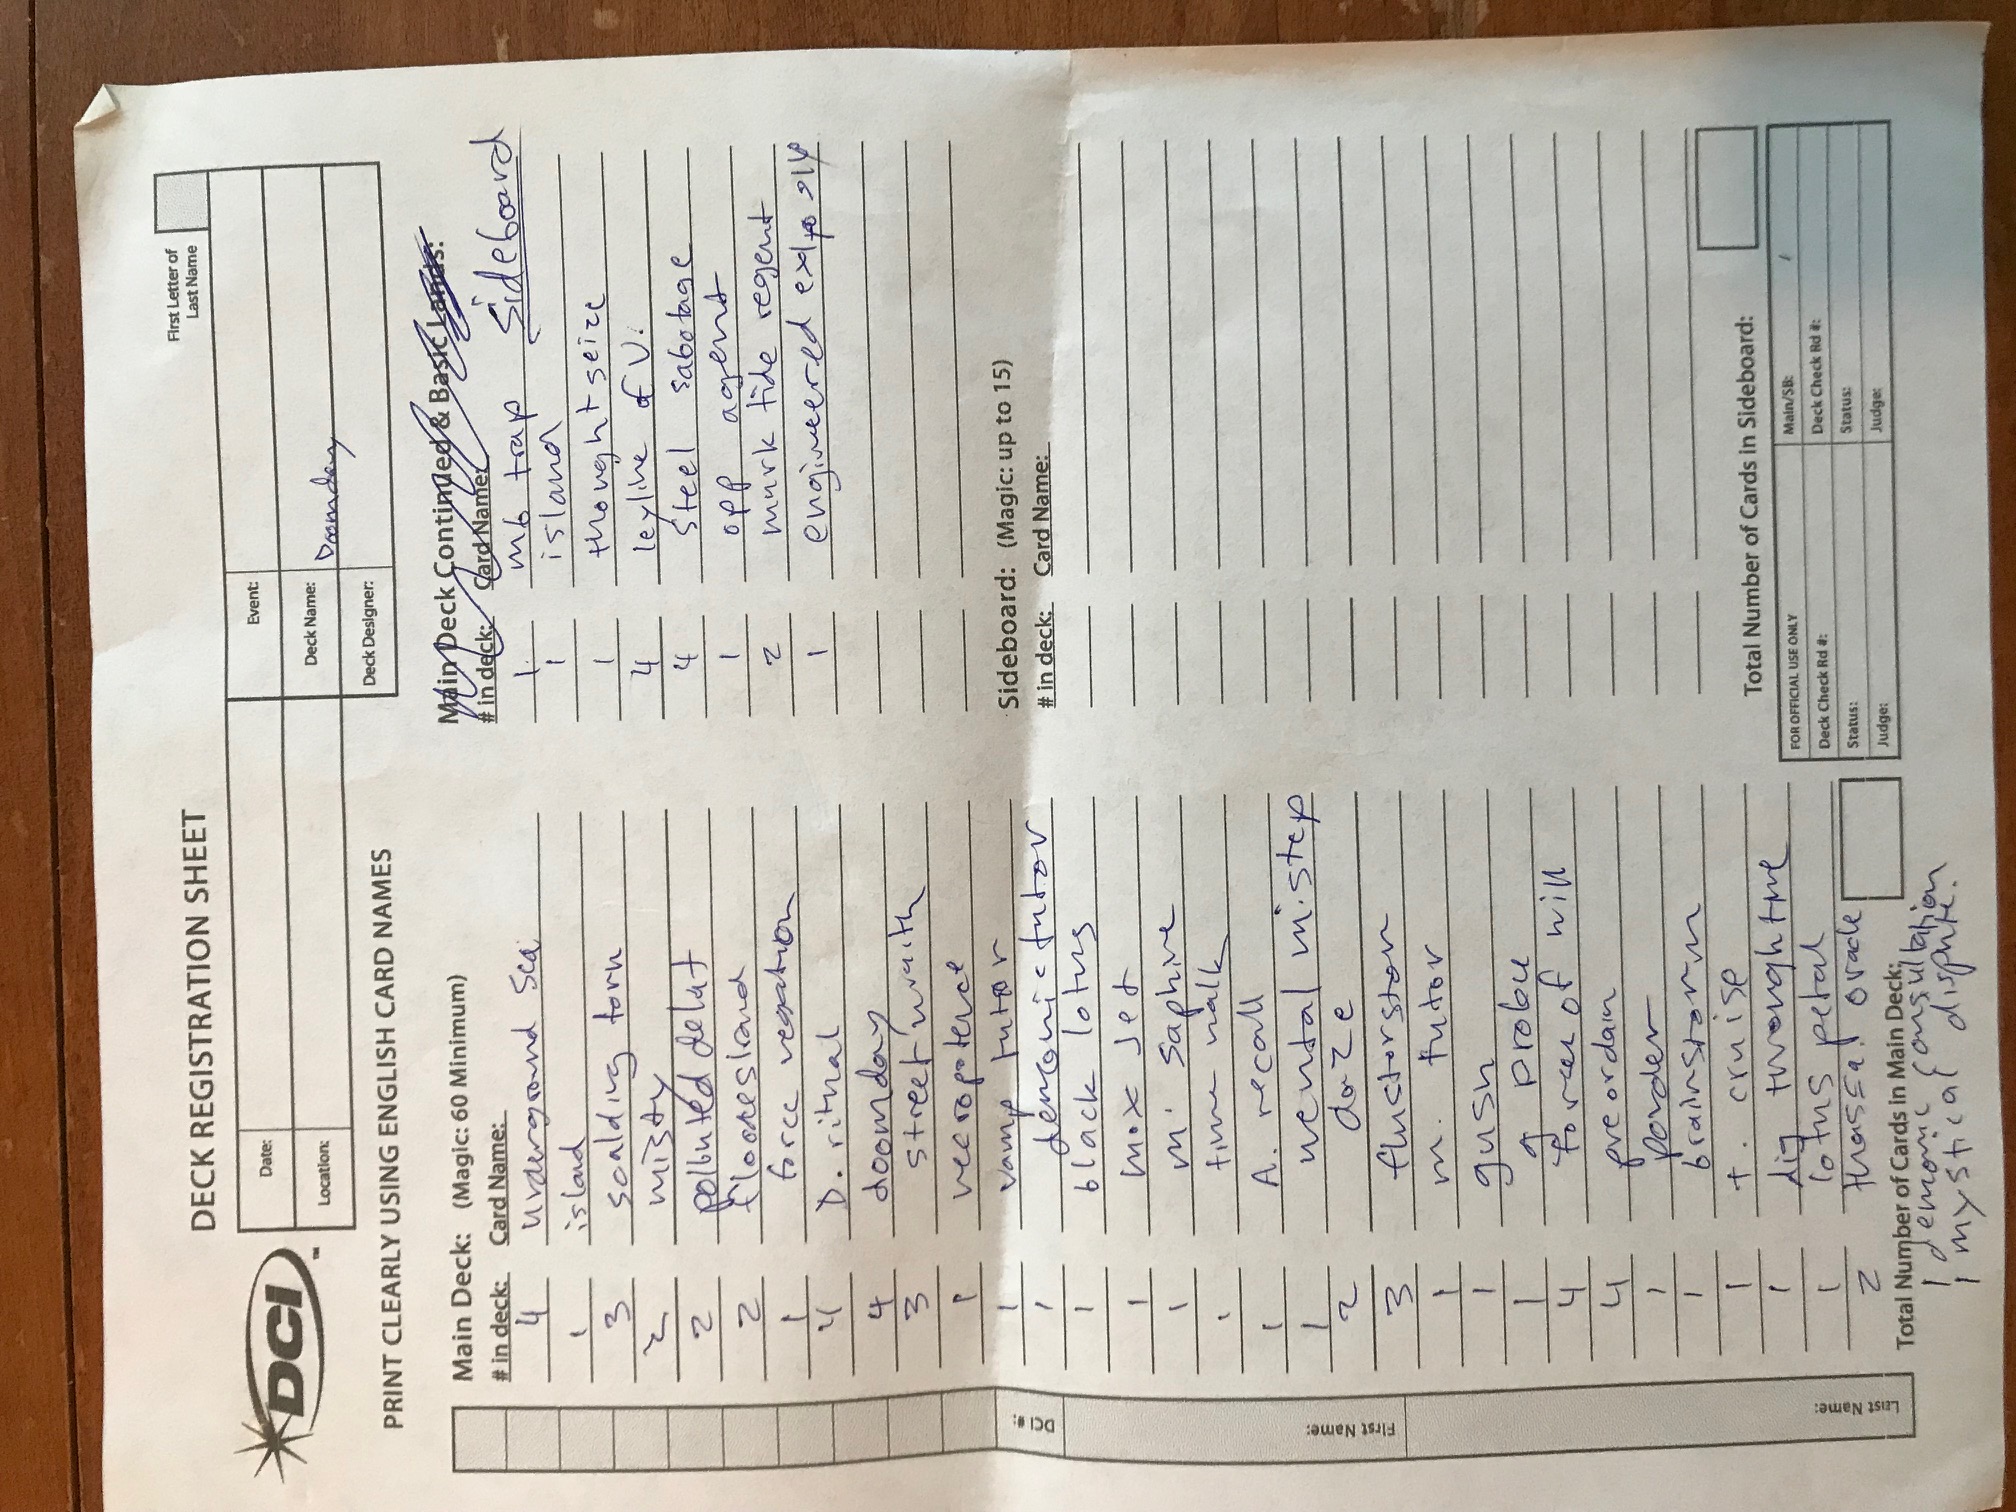 DECK REGISTRATION SHEET
First Letter of
Last Name
DCI
™
Date:
Event:
Location:
Deck Name: Doomday
Deck Designer:
PRINT CLEARLY USING ENGLISH CARD NAMES
Main Deck: (Magic: 60 Minimum)
# in deck: Card Name:
4 underground Sea
1 island
3 scalding tarn
2 misty
2 polluted delat
2 floodestrand
1 force negation
4 D. ritual
4 doomday
3 street wraith
1 necropotence
1 vamp tutor
1 demonic tutor
1 black lotus
1 mox Jet
1 m. saphire
1 time walk
1 A. recall
1 mental mistep
2 daze
3 flusterstorm
1 m. tutor
1 gush
1 g probe
4 force of will
4 preordain
1 ponder
1 brainstorm
1 t. cruise
1 dig through time
1 lotus petal
2 thassa. oracle
Total Number of Cards in Main Deck:
1 demonic consultation
1 mystical dispute.
Main Deck Continued & Basic Lands:
# in deck: Card Name:
Sideboard
1 mb trap
1 island
1 thoughtseize
4 leyline of V.
4 steel sabotage
1 opp agent
2 murk tide regent
1 engineered
Sideboard: (Magic: up to 15)
# in deck: Card Name:
Total Number of Cards in Sideboard:
FOR OFFICIAL USE ONLY
Main/SB: /
Deck Check Rd #:
Deck Check Rd #:
Status:
Status:
Judge:
Judge:
DCI #:
First Name:
Last Name: